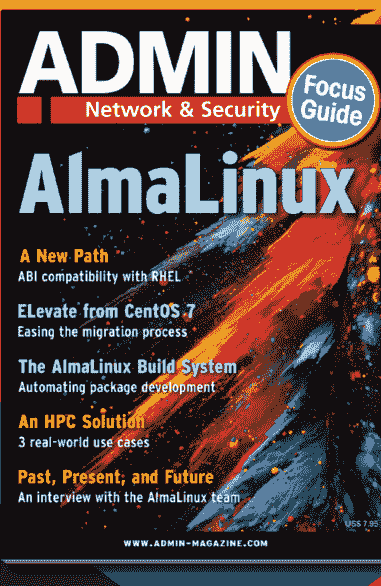 ADMIN
Network & Security
Focus
Guide
AlmaLinux
A New Path
ABI compatibility with RHEL
ELevate from CentOS 7
Easing the migration process
The AlmaLinux Build System
Automating package development
An HPC Solution
3 real-world use cases
Past, Present, and Future
An interview with the AlmaLinux team
US$ 7.95
WWW.ADMIN-MAGAZINE.COM